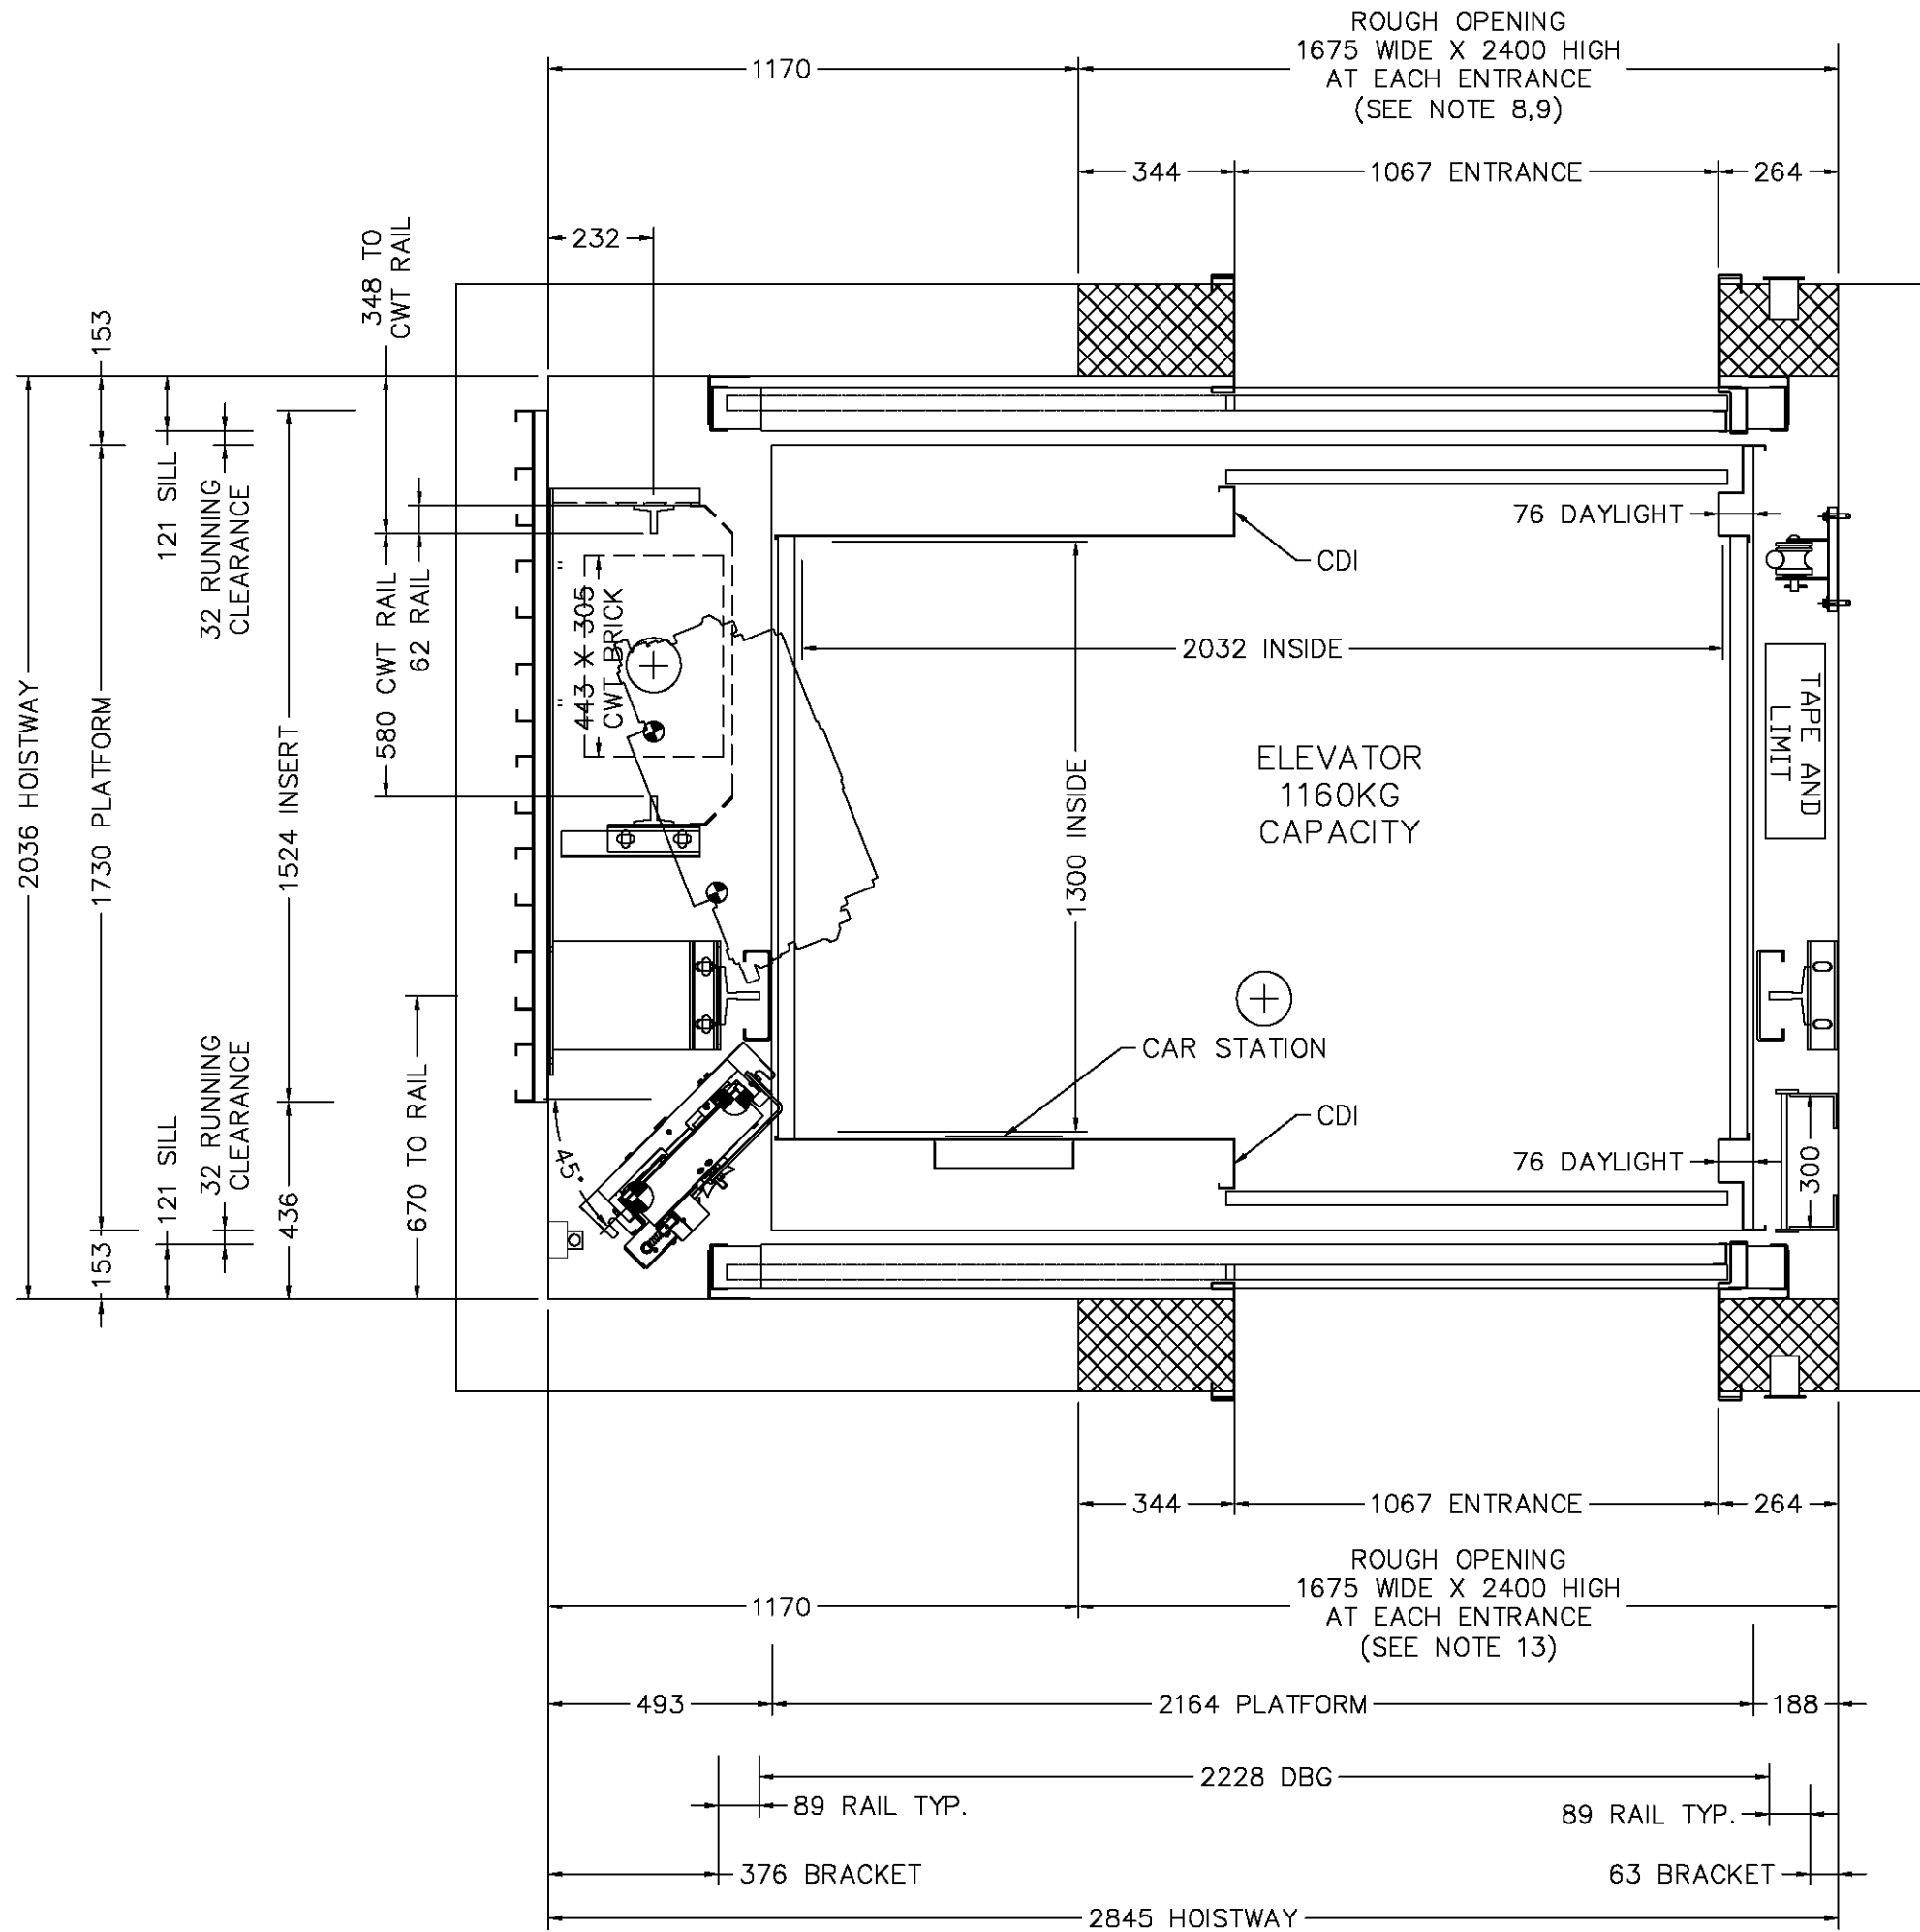 ROUGH OPENING
1675 WIDE X 2400 HIGH
AT EACH ENTRANCE
(SEE NOTE 8,9)
1170
344
1067 ENTRANCE
264
232
348 TO
CWT RAIL
153
121 SILL
32 RUNNING
CLEARANCE
2036 HOISTWAY
1730 PLATFORM
1524 INSERT
580 CWT RAIL
62 RAIL
443 X 305
CWT BRICK
76 DAYLIGHT
CDI
2032 INSIDE
1300 INSIDE
ELEVATOR
1160KG
CAPACITY
TAPE AND
LIMIT
CAR STATION
CDI
76 DAYLIGHT
300
45°
153
121 SILL
32 RUNNING
CLEARANCE
436
670 TO RAIL
344
1067 ENTRANCE
264
ROUGH OPENING
1675 WIDE X 2400 HIGH
AT EACH ENTRANCE
(SEE NOTE 13)
1170
493
2164 PLATFORM
188
2228 DBG
89 RAIL TYP.
89 RAIL TYP.
376 BRACKET
63 BRACKET
2845 HOISTWAY